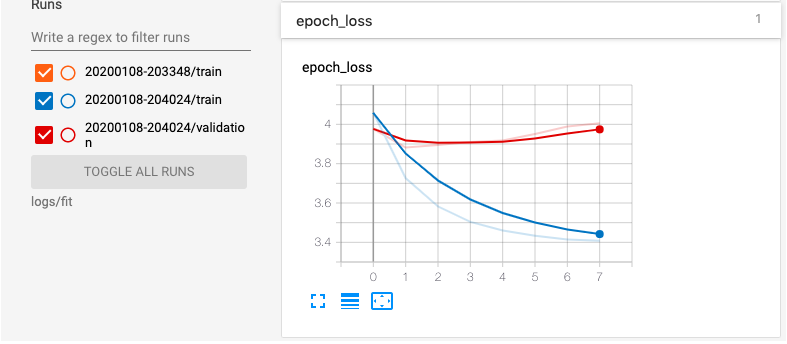 Runs
Write a regex to filter runs
20200108-203348/train
20200108-204024/train
20200108-204024/validatio
n
TOGGLE ALL RUNS
logs/fit
epoch_loss
1
epoch_loss
4
3.8
3.6
3.4
0 1 2 3 4 5 6 7